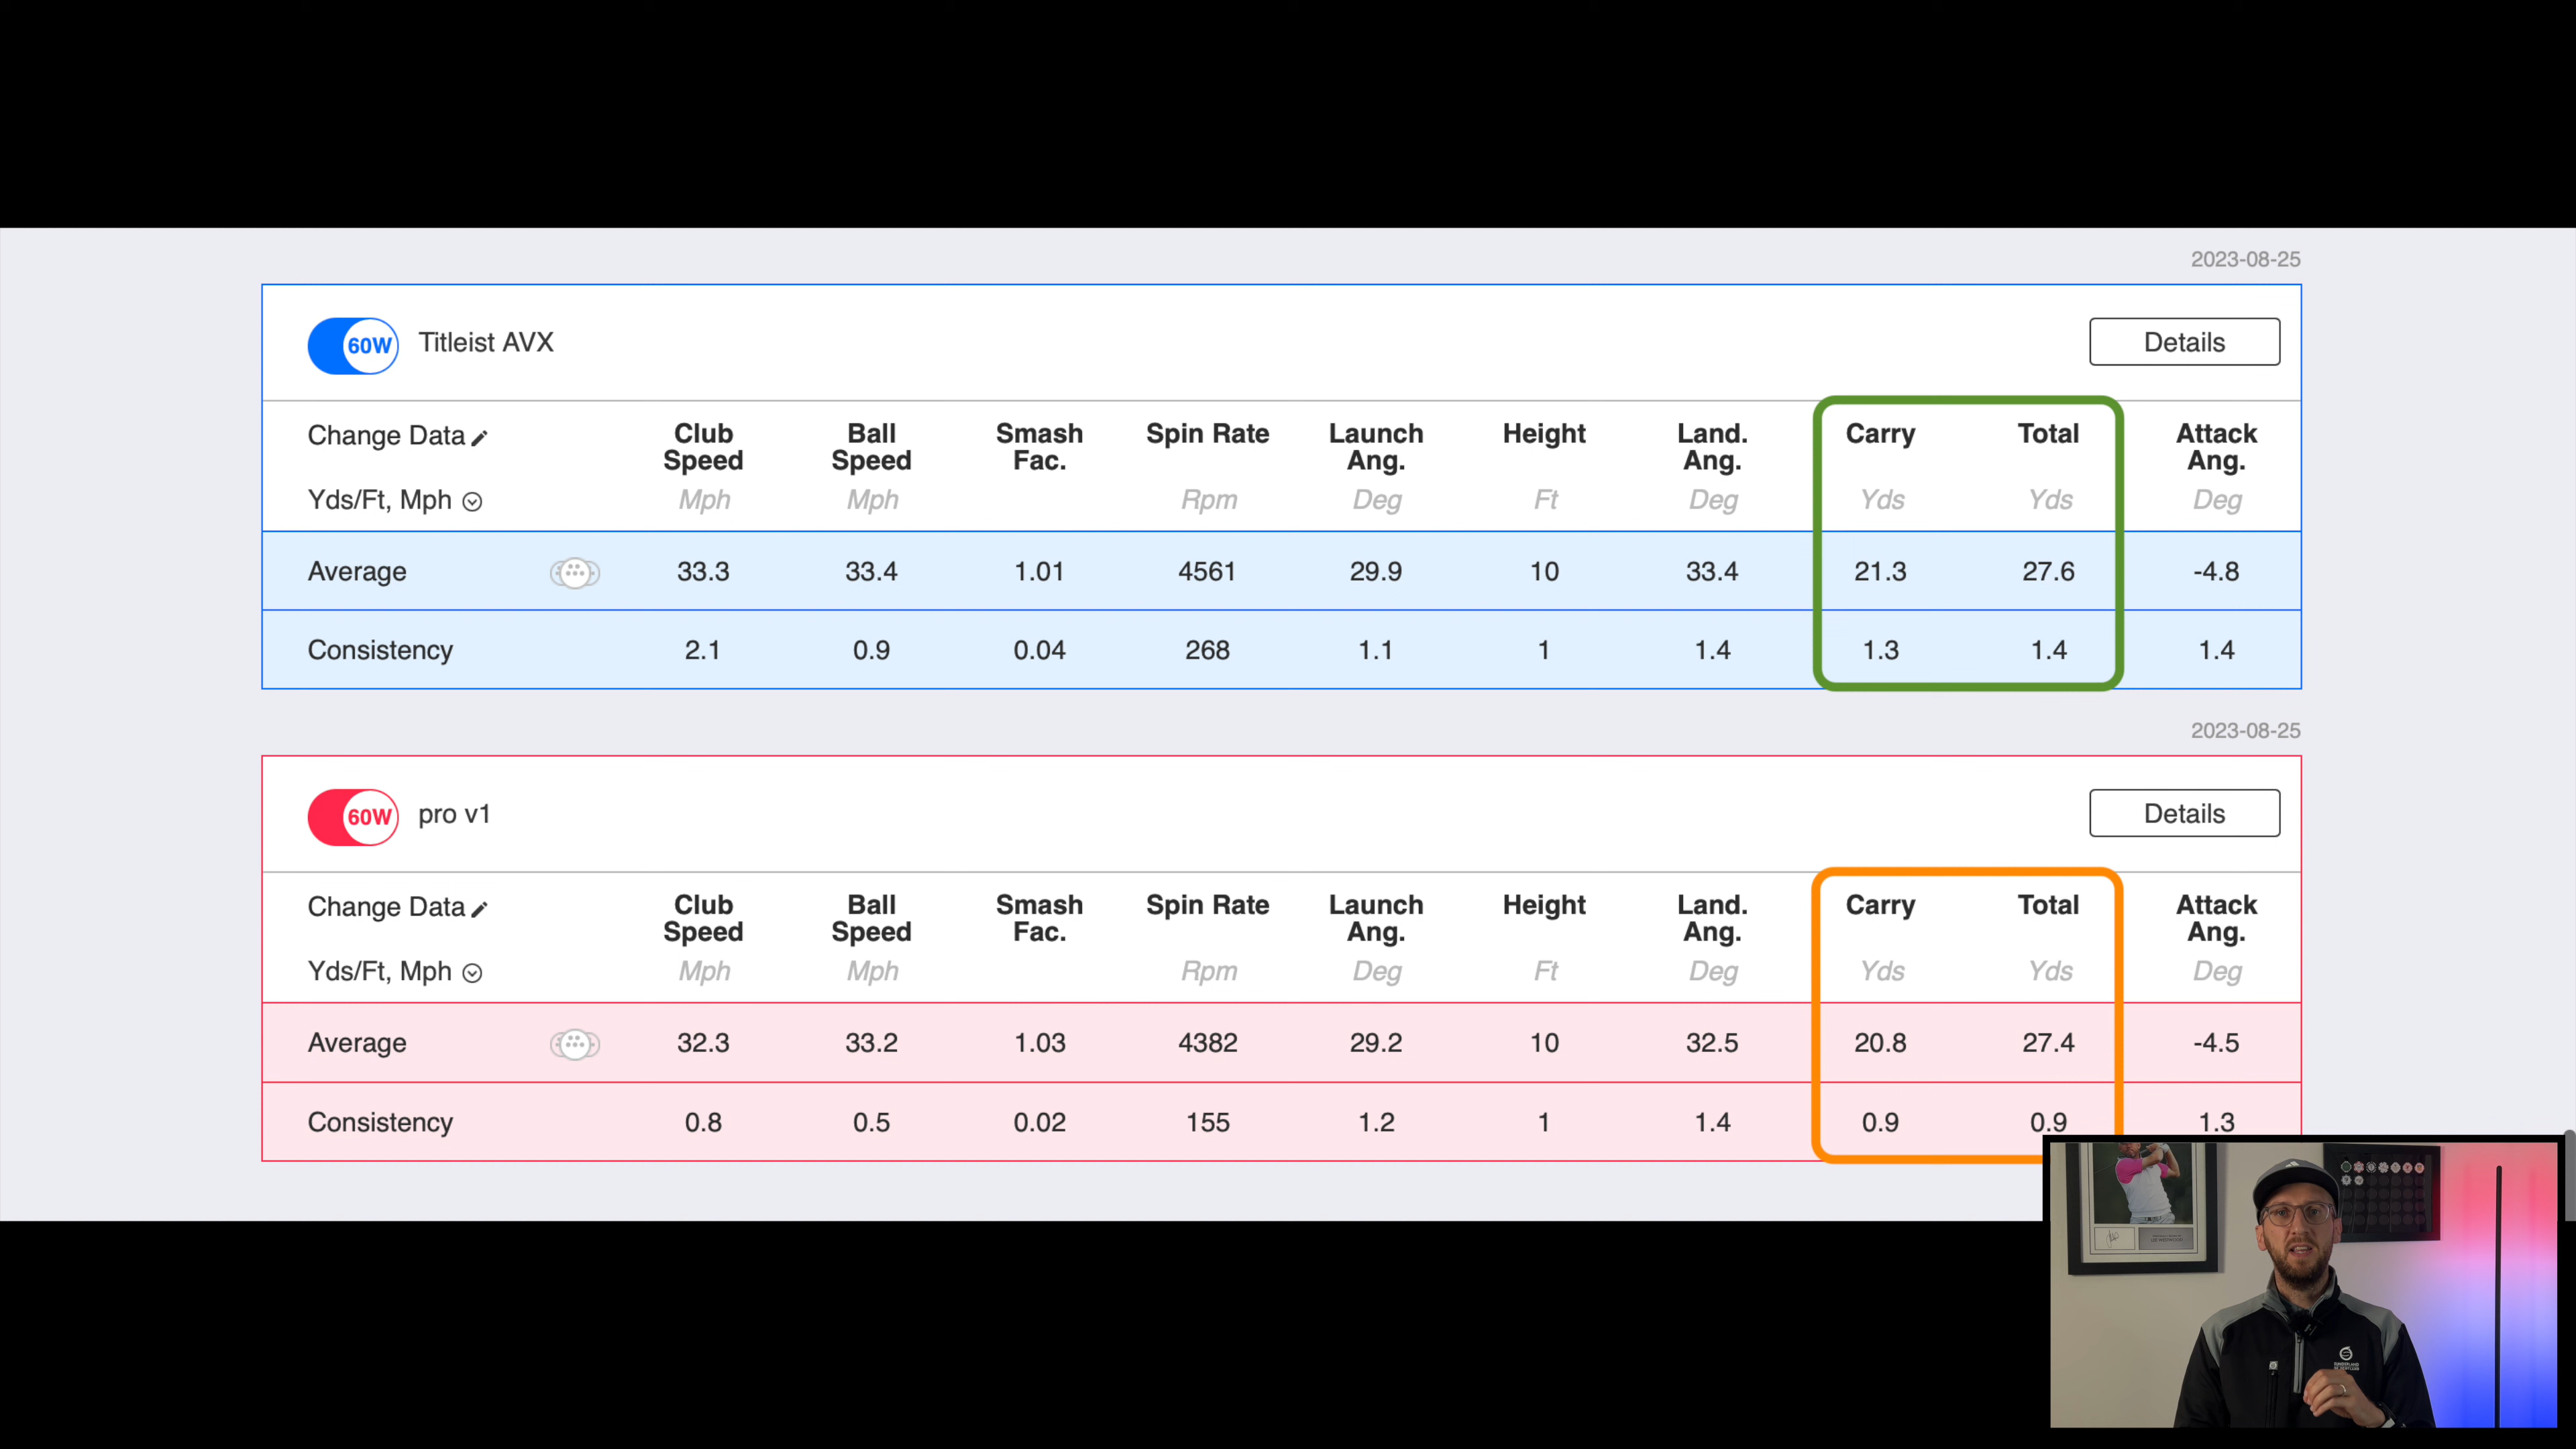 2023-08-25
60W Titleist AVX Details
Change Data Club Speed Ball Speed Smash Fac. Spin Rate Launch Ang. Height Land. Ang. Carry Total Attack Ang.
Yds/Ft, Mph Mph Mph Rpm Deg Ft Deg Yds Yds Deg
Average 33.3 33.4 1.01 4561 29.9 10 33.4 21.3 27.6 -4.8
Consistency 2.1 0.9 0.04 268 1.1 1 1.4 1.3 1.4 1.4
2023-08-25
60W pro v1 Details
Change Data Club Speed Ball Speed Smash Fac. Spin Rate Launch Ang. Height Land. Ang. Carry Total Attack Ang.
Yds/Ft, Mph Mph Mph Rpm Deg Ft Deg Yds Yds Deg
Average 32.3 33.2 1.03 4382 29.2 10 32.5 20.8 27.4 -4.5
Consistency 0.8 0.5 0.02 155 1.2 1 1.4 0.9 0.9 1.3